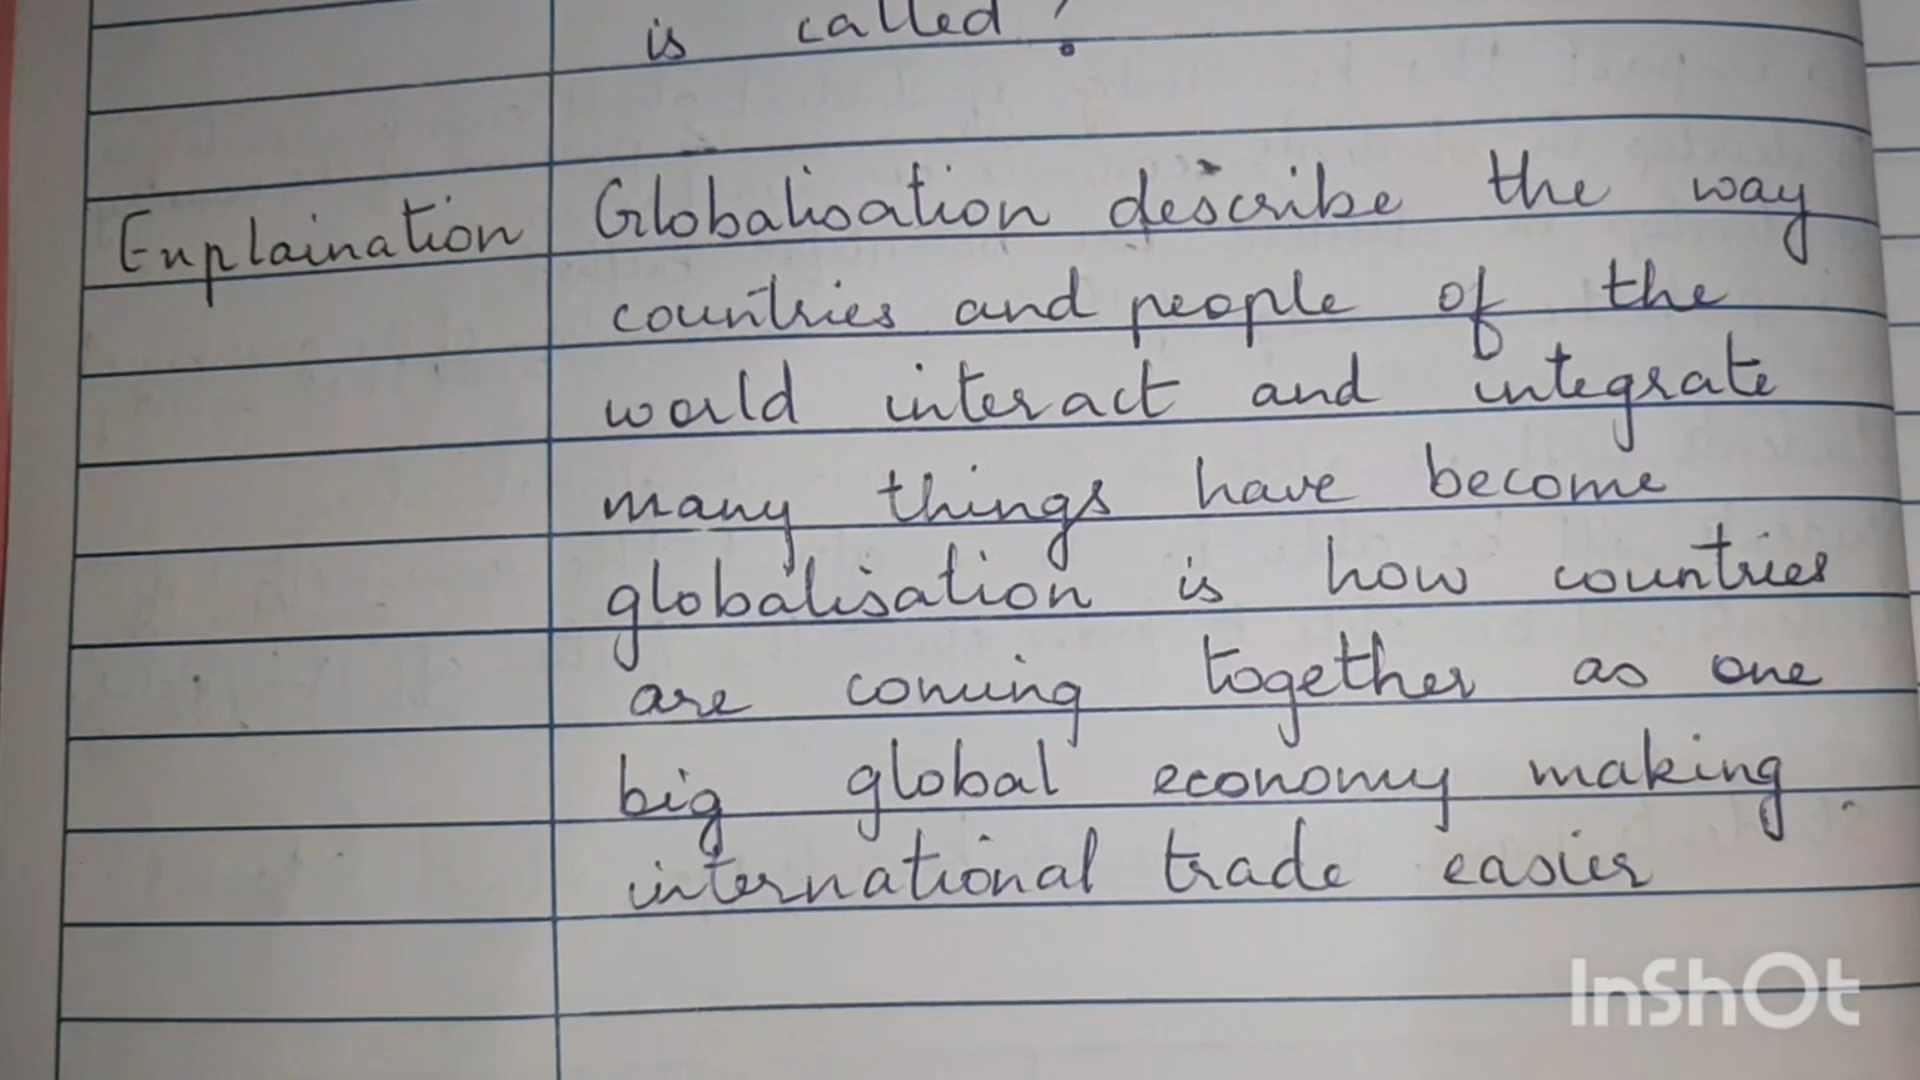 is called ?
Explaination
Globalisation describe the way
countries and people of the
world interact and integrate
many things have become
globalisation is how countries
are coming together as one
big global economy making
international trade easier
InShOt